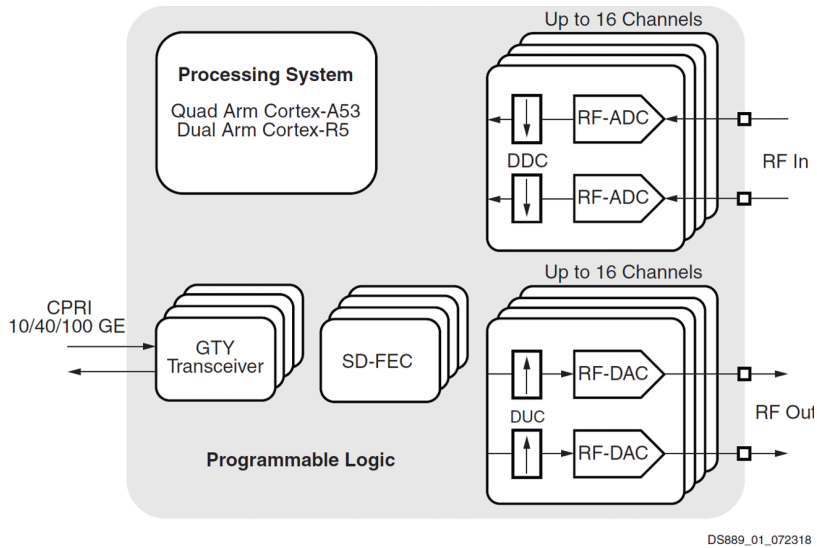 Up to 16 Channels
Processing System
Quad Arm Cortex-A53
Dual Arm Cortex-R5
RF-ADC
DDC
RF In
RF-ADC
Up to 16 Channels
CPRI
10/40/100 GE
GTY
Transceiver
SD-FEC
RF-DAC
DUC
RF Out
RF-DAC
Programmable Logic
DS889_01_072318